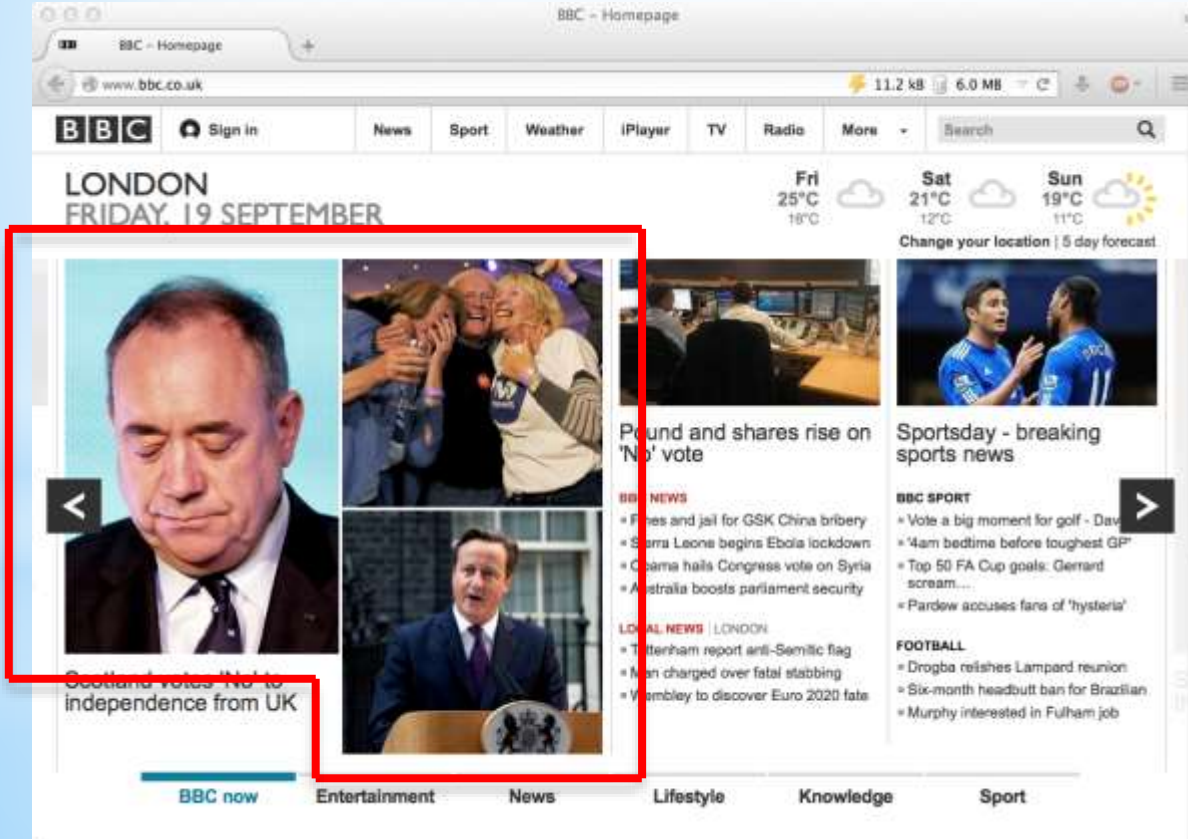 BBC - Homepage
BBC - Homepage
www.bbc.co.uk 11.2 kB 6.0 MB
BBC Sign in News Sport Weather iPlayer TV Radio More Search
LONDON
FRIDAY, 19 SEPTEMBER
Fri 25°C 16°C
Sat 21°C 12°C
Sun 19°C 11°C
Change your location | 5 day forecast
Scotland votes 'No' to
independence from UK
Pound and shares rise on
'No' vote
BBC NEWS
Fines and jail for GSK China bribery
Sierra Leone begins Ebola lockdown
Obama hails Congress vote on Syria
Australia boosts parliament security
LOCAL NEWS | LONDON
Tottenham report anti-Semitic flag
Man charged over fatal stabbing
Wembley to discover Euro 2020 fate
Sportsday - breaking
sports news
BBC SPORT
Vote a big moment for golf - Dav
'4am bedtime before toughest GP'
Top 50 FA Cup goals: Gerrard
scream...
Pardew accuses fans of 'hysteria'
FOOTBALL
Drogba relishes Lampard reunion
Six-month headbutt ban for Brazilian
Murphy interested in Fulham job
BBC now Entertainment News Lifestyle Knowledge Sport